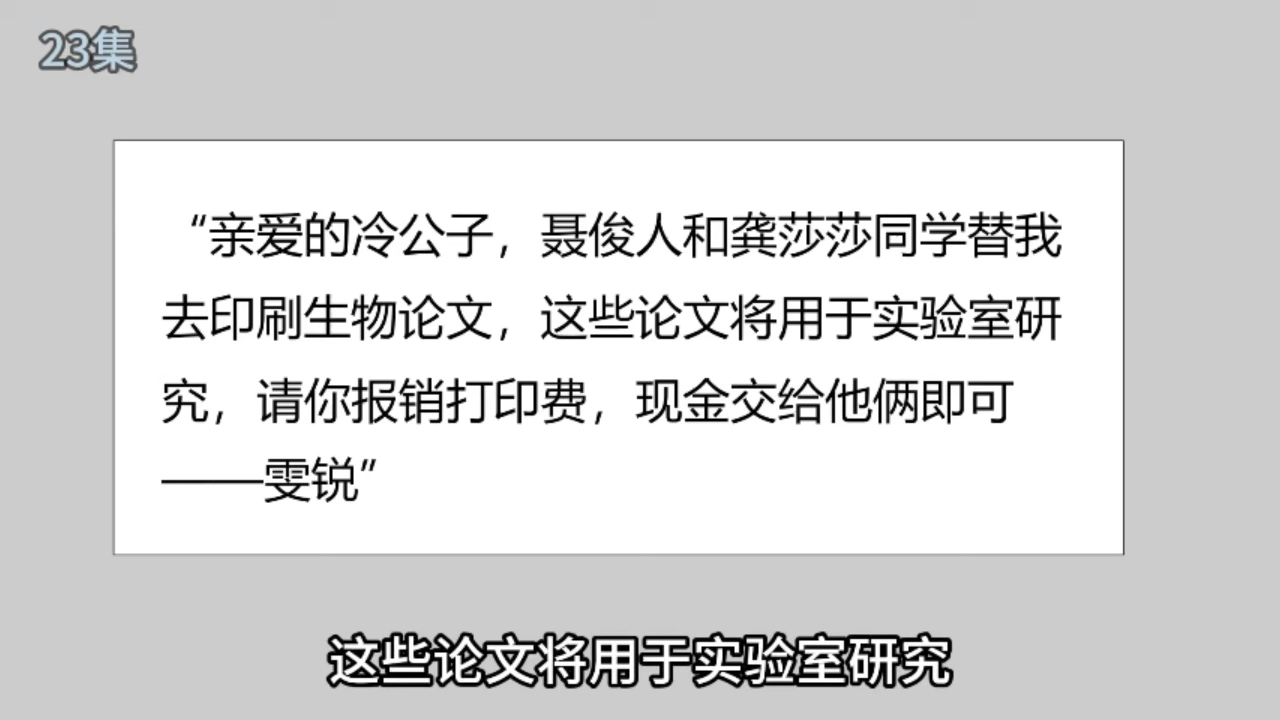 23集
“亲爱的冷公子，聂俊人和龚莎莎同学替我
去印刷生物论文，这些论文将用于实验室研
究，请你报销打印费，现金交给他俩即可
——雯锐”
这些论文将用于实验室研究